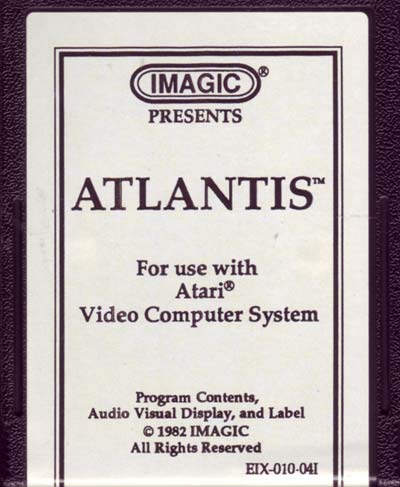 IMAGIC®
PRESENTS
ATLANTIS™
For use with
Atari®
Video Computer System
Program Contents,
Audio Visual Display, and Label
© 1982 IMAGIC
All Rights Reserved
EIX-010-04I